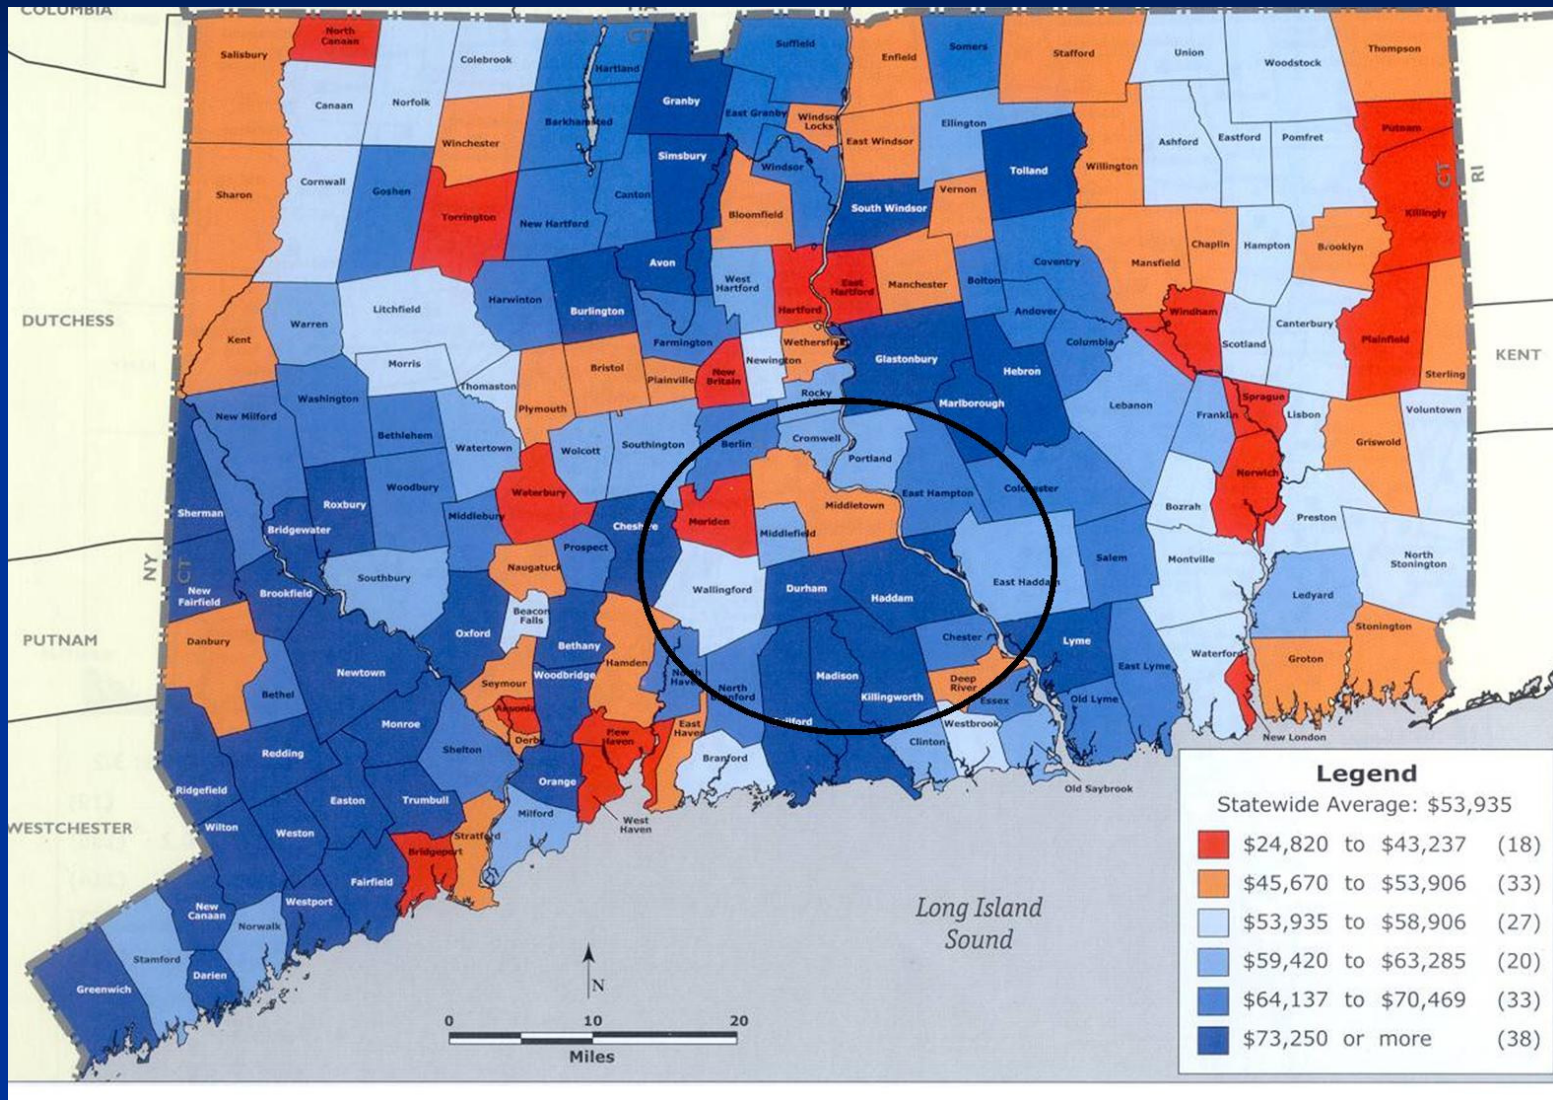 COLUMBIA
MA
CT
North
Canaan
Salisbury
Colebrook
Hartland
Suffield
Enfield
Somers
Stafford
Union
Woodstock
Thompson
Canaan
Norfolk
Barkhamsted
Granby
East Granby
Windsor
Locks
East Windsor
Ellington
Ashford
Eastford
Pomfret
Putnam
Winchester
Simsbury
Windsor
Tolland
Willington
CT
RI
Sharon
Cornwall
Goshen
Torrington
New Hartford
Canton
Bloomfield
South Windsor
Vernon
Killingly
Avon
West
Hartford
Hartford
East
Hartford
Manchester
Bolton
Coventry
Mansfield
Chaplin
Hampton
Brooklyn
DUTCHESS
Kent
Warren
Litchfield
Harwinton
Burlington
Farmington
Andover
Windham
Canterbury
Plainfield
Sterling
KENT
Morris
Thomaston
Plymouth
Bristol
Plainville
New
Britain
Newington
Wethersfield
Glastonbury
Hebron
Columbia
Scotland
New Milford
Washington
Bethlehem
Watertown
Wolcott
Southington
Berlin
Rocky
Cromwell
Portland
Marlborough
Lebanon
Franklin
Sprague
Lisbon
Griswold
Voluntown
Sherman
Bridgewater
Roxbury
Woodbury
Middlebury
Waterbury
Cheshire
Meriden
Middletown
East Hampton
Colchester
Bozrah
Norwich
Preston
North
Stonington
NY
CT
New
Fairfield
Brookfield
Southbury
Naugatuck
Prospect
Wallingford
Middlefield
Durham
Haddam
East Haddam
Salem
Montville
Ledyard
Stonington
PUTNAM
Danbury
Bethel
Newtown
Oxford
Beacon
Falls
Bethany
Hamden
North
Haven
North
Branford
Madison
Killingworth
Chester
Deep
River
Essex
Lyme
East Lyme
Waterford
Groton
Seymour
Woodbridge
Ansonia
Derby
New
Haven
East
Haven
Branford
Guilford
Clinton
Westbrook
Old Lyme
New London
Old Saybrook
Ridgefield
Redding
Monroe
Shelton
Orange
Milford
West
Haven
WESTCHESTER
Wilton
Weston
Easton
Trumbull
Stratford
Bridgeport
Fairfield
Westport
New
Canaan
Norwalk
Stamford
Darien
Greenwich
Long Island
Sound
N
0 10 20
Miles
Legend
Statewide Average: $53,935
$24,820 to $43,237 (18)
$45,670 to $53,906 (33)
$53,935 to $58,906 (27)
$59,420 to $63,285 (20)
$64,137 to $70,469 (33)
$73,250 or more (38)